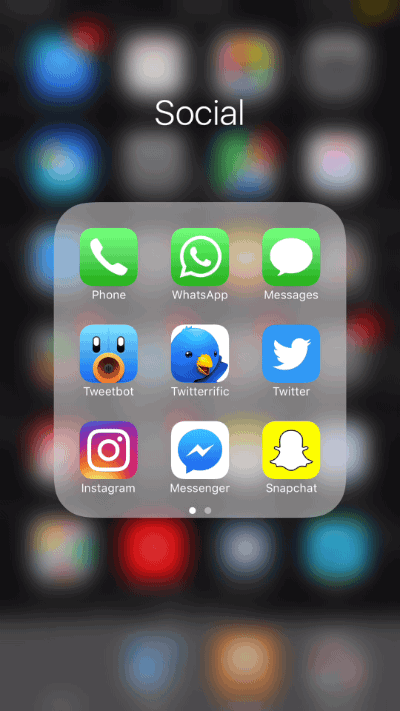 Social
Phone WhatsApp Messages
Tweetbot Twitterrific Twitter
Instagram Messenger Snapchat